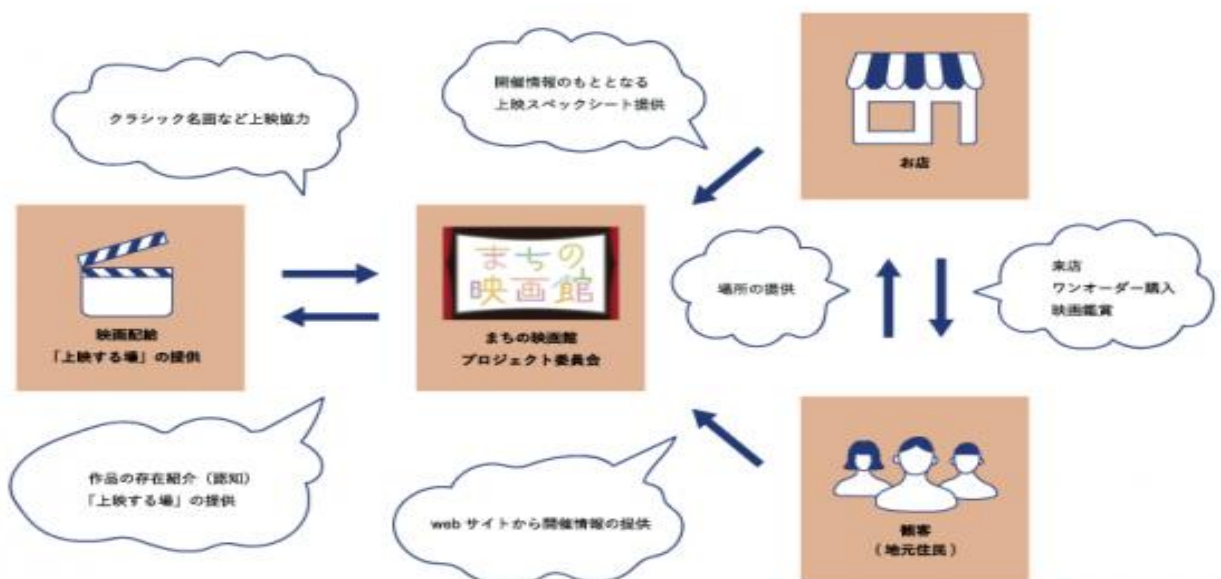 クラシック名画など上映協力
開催情報のもととなる
上映スペックシート提供
お店
映画配給
「上映する場」の提供
まちの
映画館
まちの映画館
プロジェクト委員会
場所の提供
来店
ワンオーダー購入
映画鑑賞
作品の存在紹介（認知）
「上映する場」の提供
webサイトから開催情報の提供
観客
（地元住民）